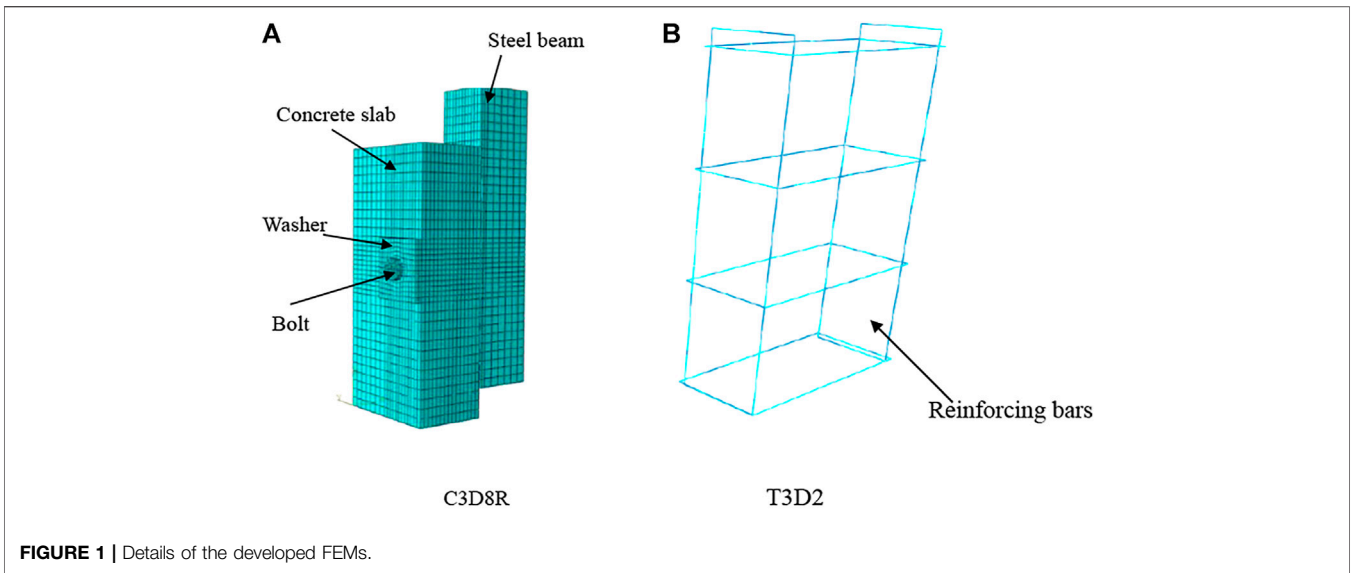 A
B
Steel beam
Concrete slab
Washer
Bolt
Reinforcing bars
C3D8R
T3D2
FIGURE 1 | Details of the developed FEMs.